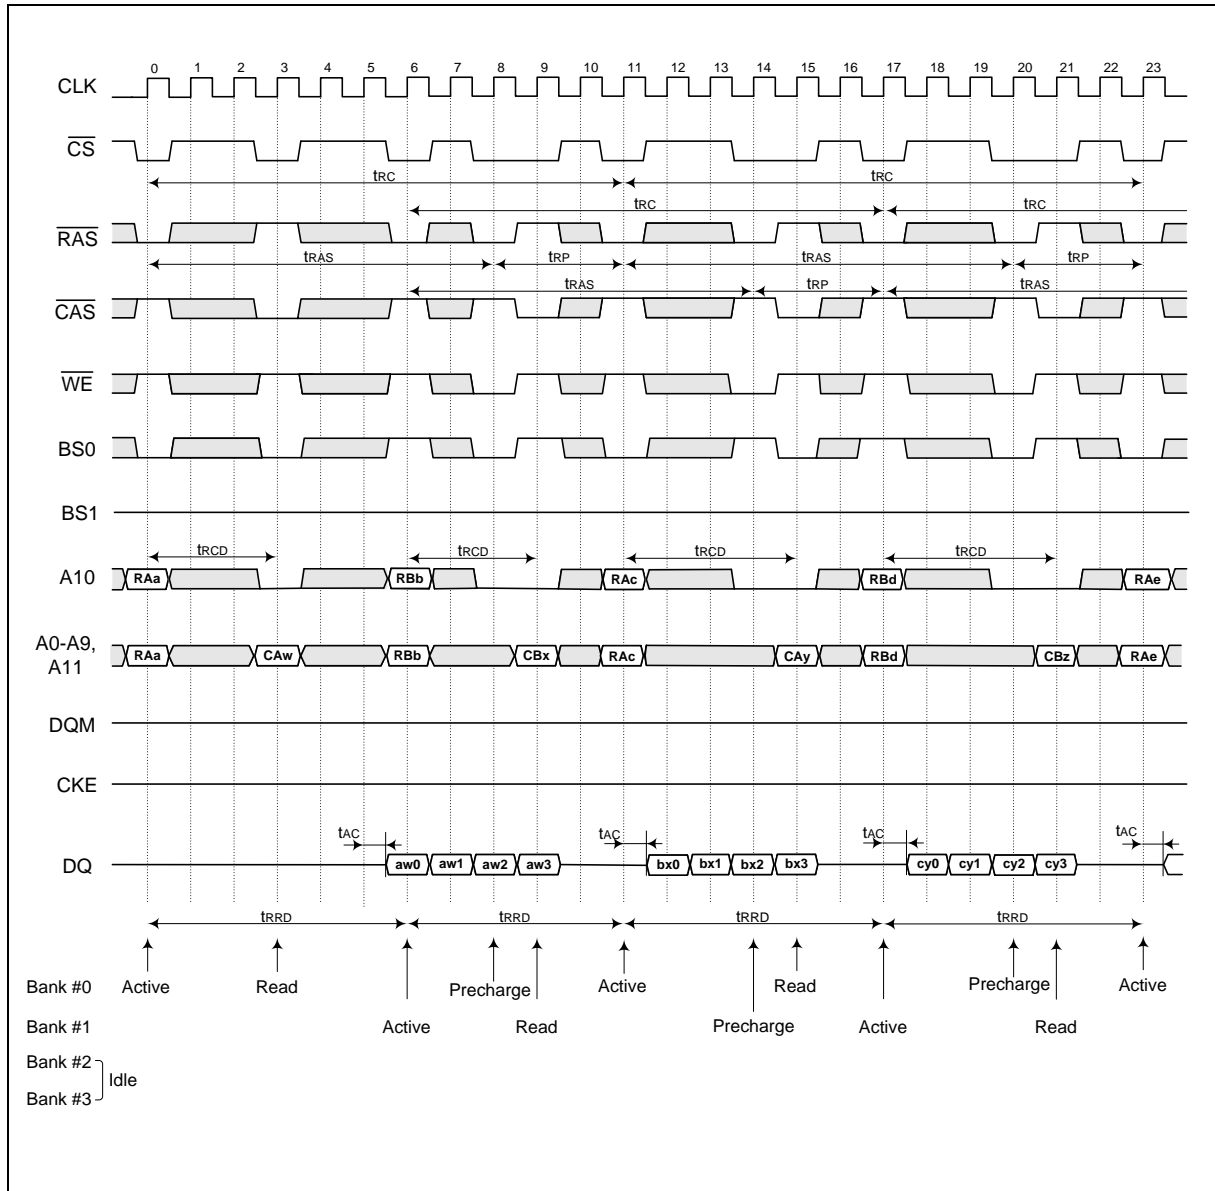 0 1 2 3 4 5 6 7 8 9 10 11 12 13 14 15 16 17 18 19 20 21 22 23
CLK
CS
tRC tRC
tRC tRC
RAS
tRAS tRP tRAS tRP
tRAS tRP tRAS
CAS
WE
BS0
BS1
tRCD tRCD tRCD tRCD
A10 RAa RBb RAc RBd RAe
A0-A9,
A11 RAa CAw RBb CBx RAc CAy RBd CBz RAe
DQM
CKE
tAC tAC tAC tAC
DQ aw0 aw1 aw2 aw3 bx0 bx1 bx2 bx3 cy0 cy1 cy2 cy3
tRRD tRRD tRRD tRRD
Bank #0 Active Read Precharge Active Read Precharge Active
Bank #1 Active Read Precharge Active Read
Bank #2
Idle
Bank #3